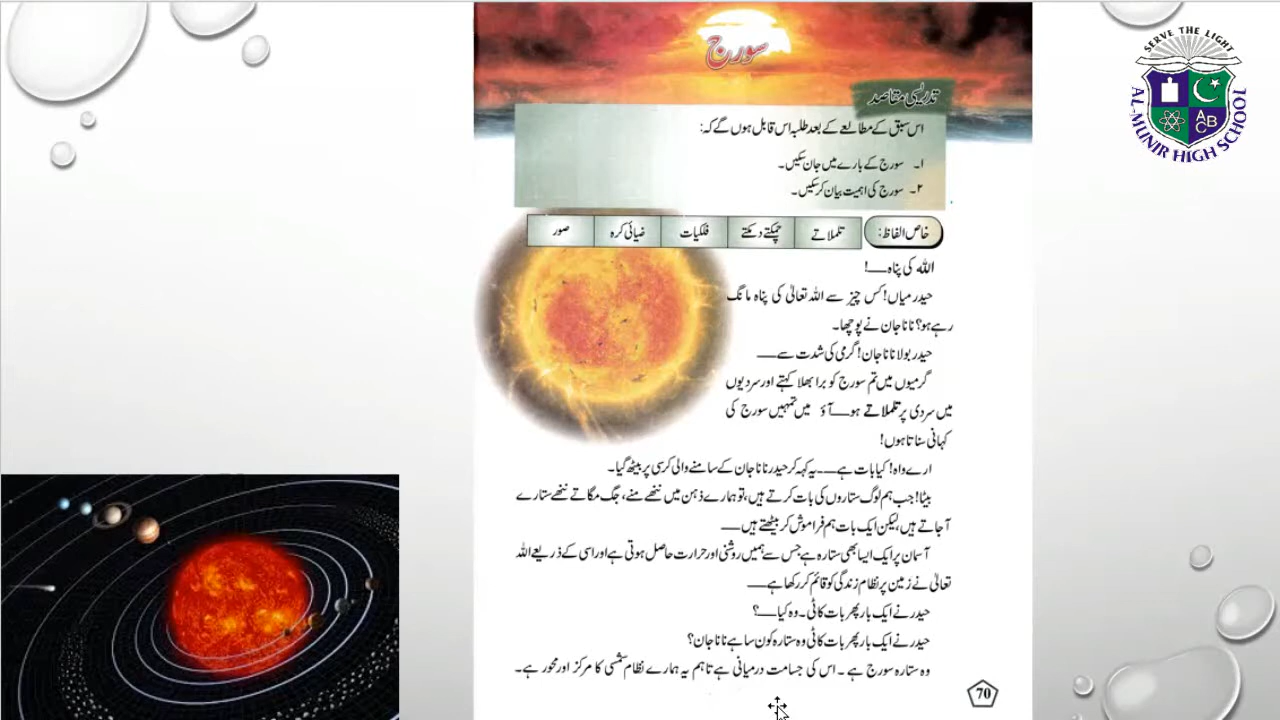 سورج
تدریسی مقاصد
اس سبق کے مطالعے کے بعد طلبہ اس قابل ہوں گے کہ:
۱۔ سورج کے بارے میں جان سکیں۔
۲۔ سورج کی اہمیت بیان کر سکیں۔
خاص الفاظ: تلملاتے چمکتے دمکتے فلکیات ضیائی کرہ صور
اللہ کی پناہ ــــ!
حیدر میاں! کس چیز سے اللہ تعالیٰ کی پناہ مانگ
رہے ہو؟ نانا جان نے پوچھا۔
حیدر بولا نانا جان! گرمی کی شدت سے ــــ
گرمیوں میں تم سورج کو برا بھلا کہتے اور سردیوں
میں سردی پر تلملاتے ہو ــــ آؤ میں تمہیں سورج کی
کہانی سناتا ہوں!
ارے واہ! کیا بات ہے ــــ یہ کہہ کر حیدر نانا جان کے سامنے والی کرسی پر بیٹھ گیا۔
بیٹا! جب ہم لوگ ستاروں کی بات کرتے ہیں، تو ہمارے ذہن میں ننھے منے، جگ مگاتے ننھے ستارے
آ جاتے ہیں، لیکن ایک بات ہم فراموش کر بیٹھتے ہیں ــــ
آسمان پر ایک ایسا بھی ستارہ ہے جس سے ہمیں روشنی اور حرارت حاصل ہوتی ہے اور اسی کے ذریعے اللہ
تعالیٰ نے زمین پر نظام زندگی کو قائم کر رکھا ہے ــــ
حیدر نے ایک بار پھر بات کاٹی۔ وہ کیا ــــ؟
حیدر نے ایک بار پھر بات کاٹی وہ ستارہ کون سا ہے نانا جان؟
وہ ستارہ سورج ہے۔ اس کی جسامت درمیانی ہے تاہم یہ ہمارے نظام شمسی کا مرکز اور محور ہے۔
70
SERVE THE LIGHT
ABC
AL-MUNIR HIGH SCHOOL